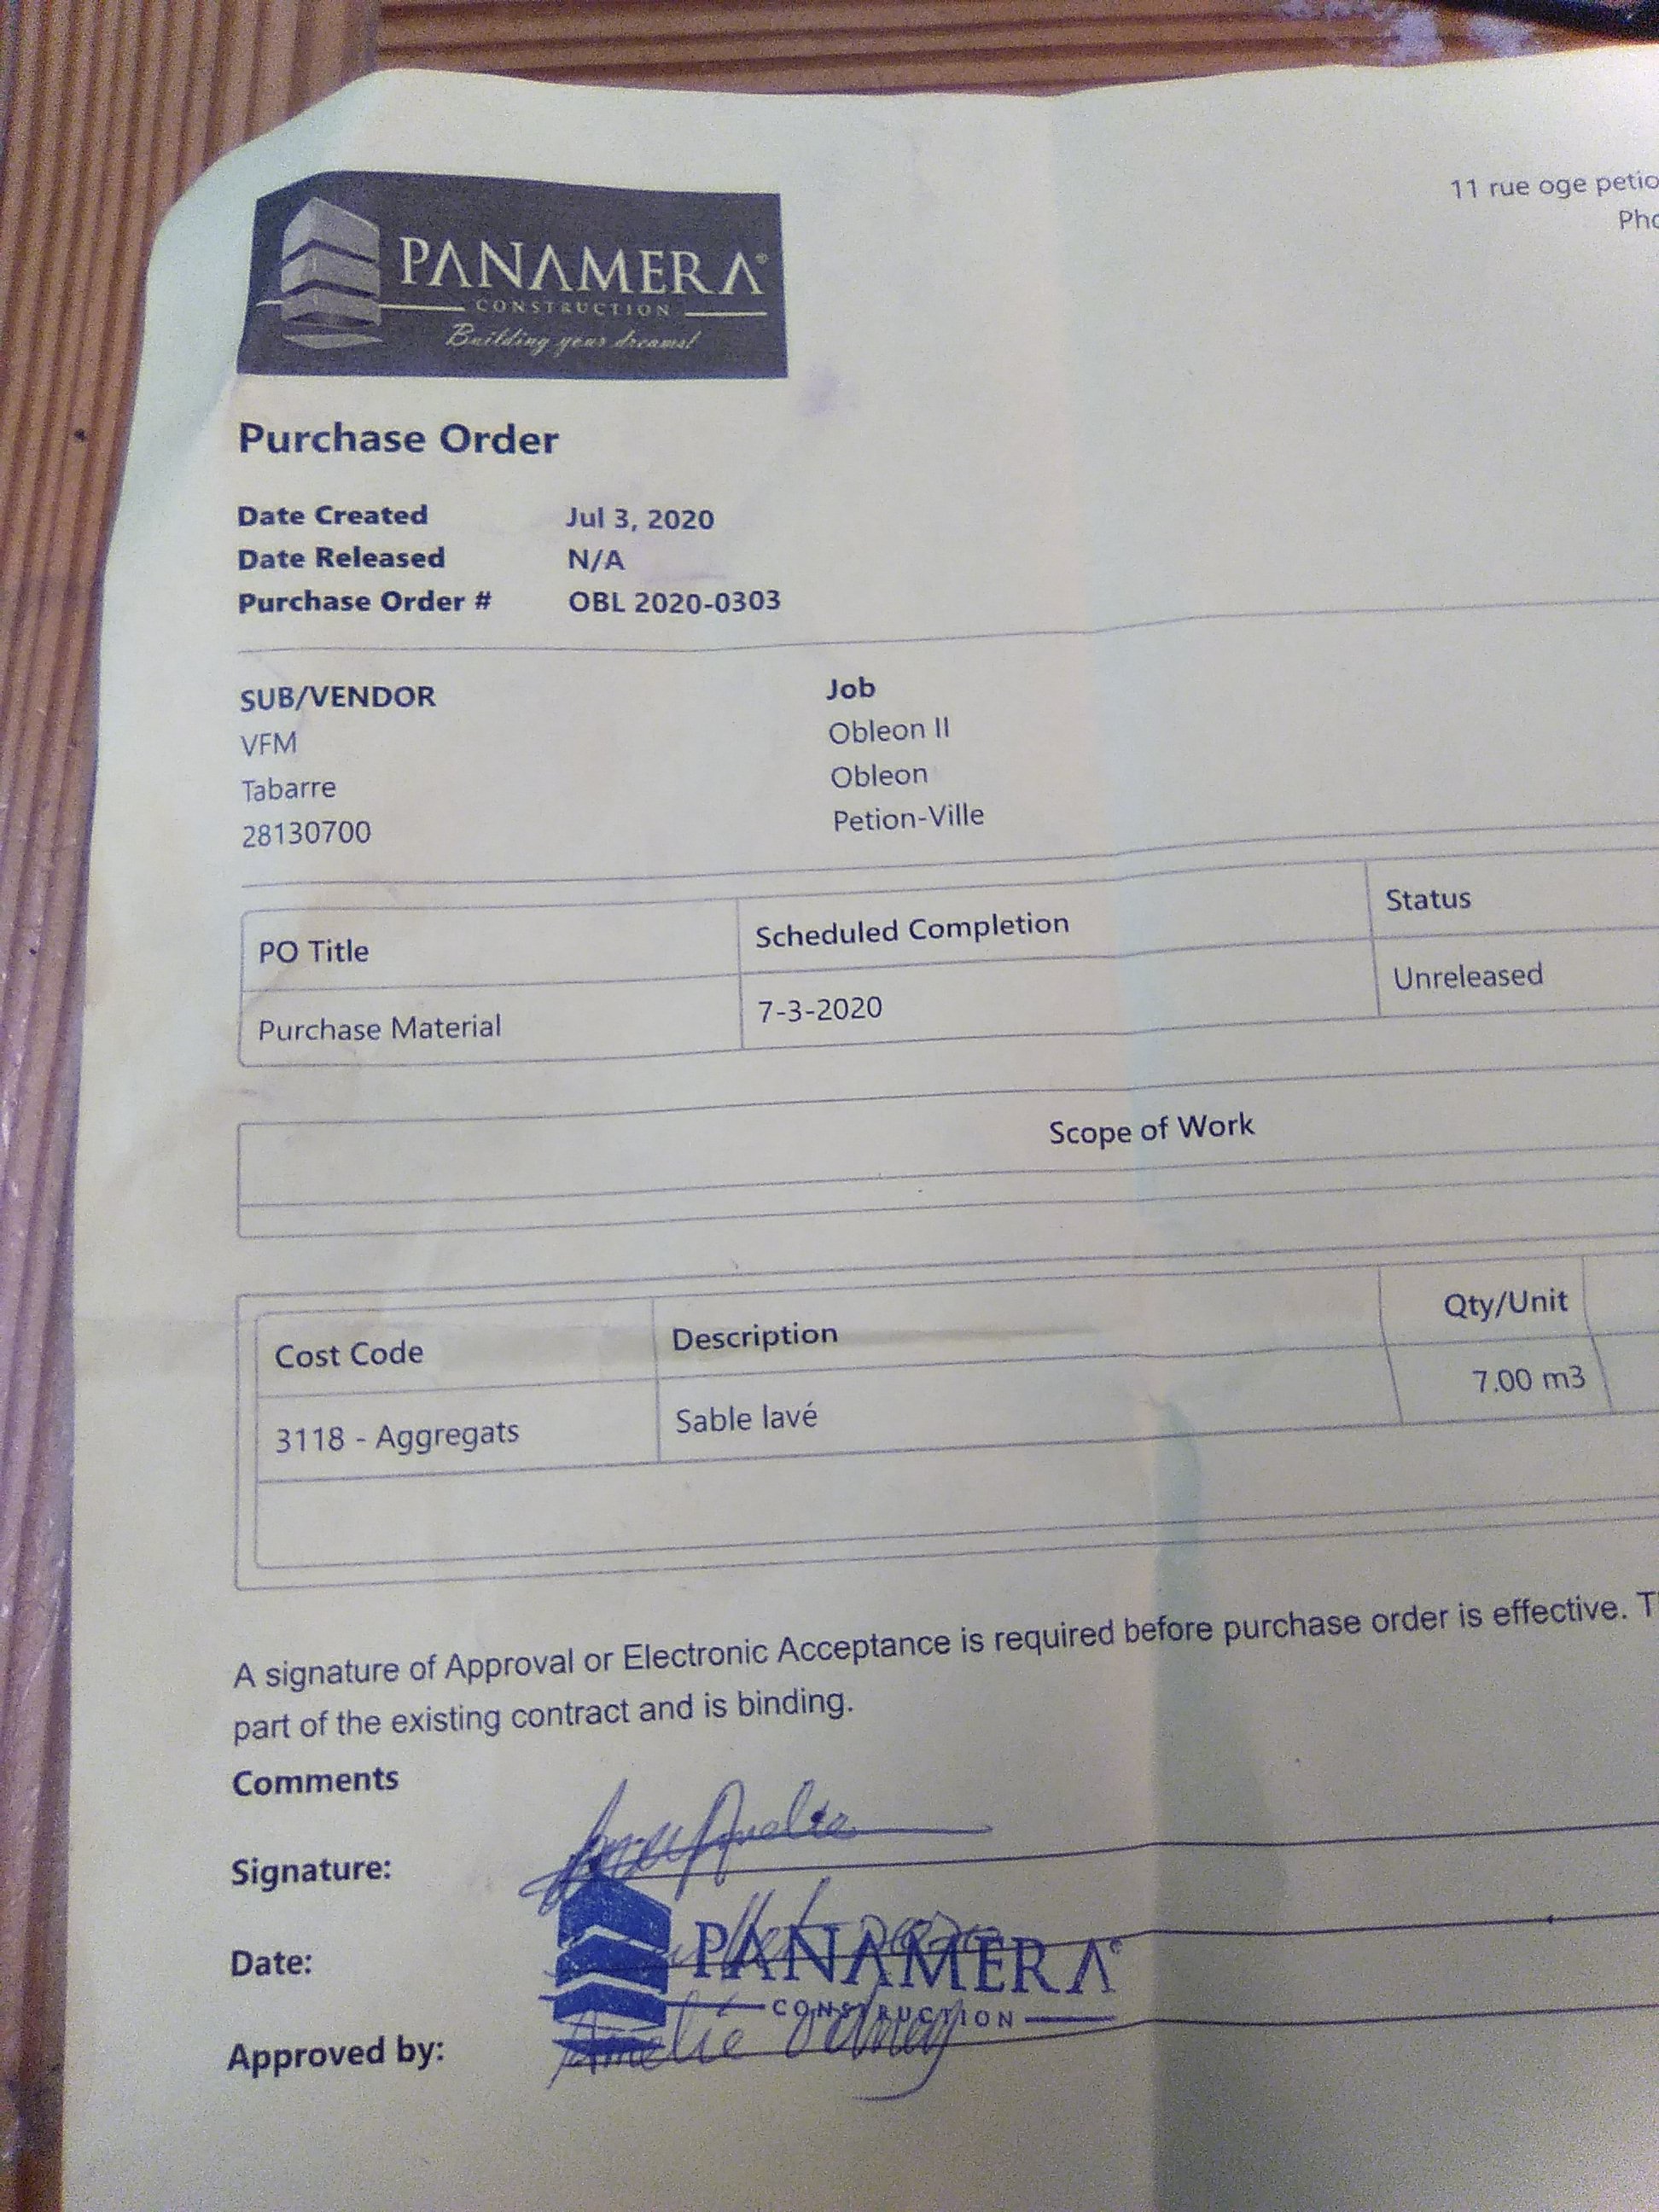 11 rue oge petio
Pho
PANAMERA®
CONSTRUCTION
Building your dreams!
Purchase Order
Date Created Jul 3, 2020
Date Released N/A
Purchase Order # OBL 2020-0303
SUB/VENDOR Job
VFM Obleon II
Tabarre Obleon
28130700 Petion-Ville
PO Title Scheduled Completion Status
Purchase Material 7-3-2020 Unreleased
Scope of Work
Cost Code Description Qty/Unit
3118 - Aggregats Sable lavé 7.00 m3
A signature of Approval or Electronic Acceptance is required before purchase order is effective. T
part of the existing contract and is binding.
Comments
Signature:
Date: 2020
PANAMERA®
CONSTRUCTION
Approved by: Amelie